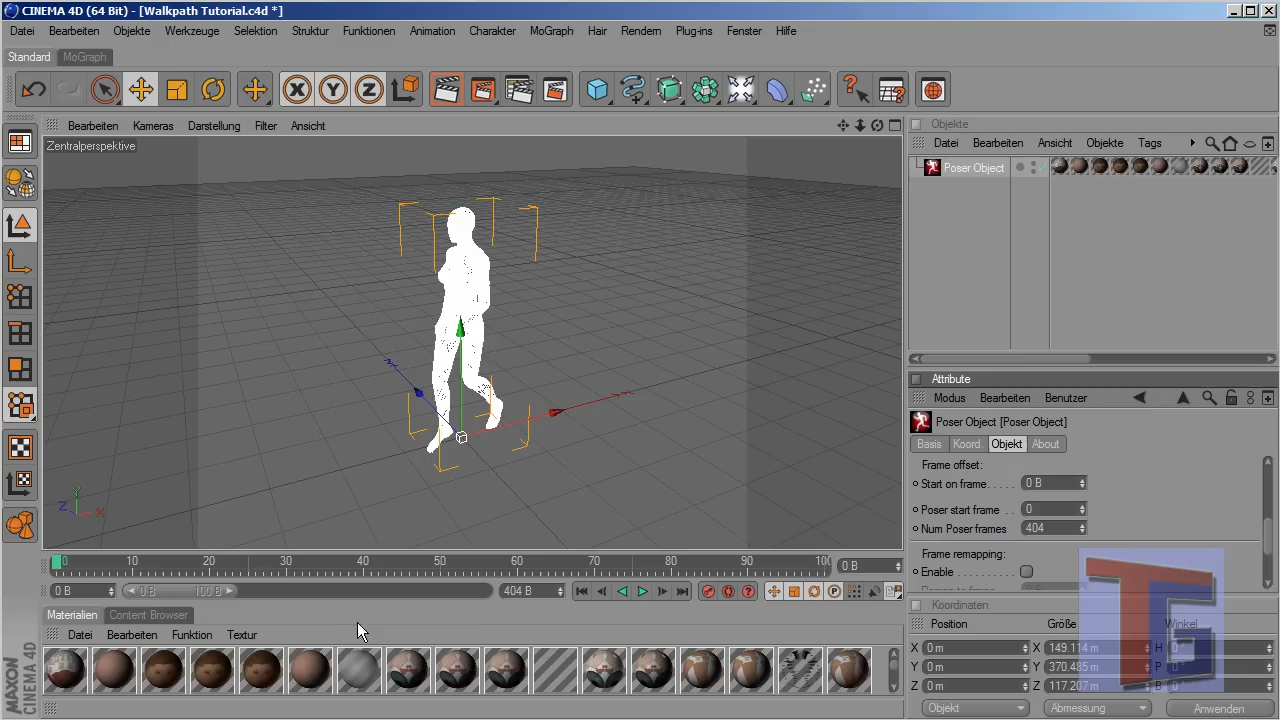 CINEMA 4D (64 Bit) - [Walkpath Tutorial.c4d *]
Datei Bearbeiten Objekte Werkzeuge Selektion Struktur Funktionen Animation Charakter MoGraph Hair Rendern Plug-ins Fenster Hilfe
Standard MoGraph
X Y Z
Bearbeiten Kameras Darstellung Filter Ansicht
Zentralperspektive
Y
Z X
0 10 20 30 40 50 60 70 80 90 100 0 B
0 B 0 B 100 B 404 B
Materialien Content Browser
Datei Bearbeiten Funktion Textur
MAXON
CINEMA 4D
Objekte
Datei Bearbeiten Ansicht Objekte Tags
Poser Object
Attribute
Modus Bearbeiten Benutzer
Poser Object [Poser Object]
Basis Koord. Objekt About
Frame offset:
Start on frame. . . . . 0 B
Poser start frame . . 0
Num Poser frames 404
Frame remapping:
Enable . . . . . . . . . . .
Koordinaten
Position Größe Winkel
X 0 m X 149.114 m H 0 °
Y 0 m Y 370.485 m P 0 °
Z 0 m Z 117.207 m B 0 °
Objekt Abmessung Anwenden
TG